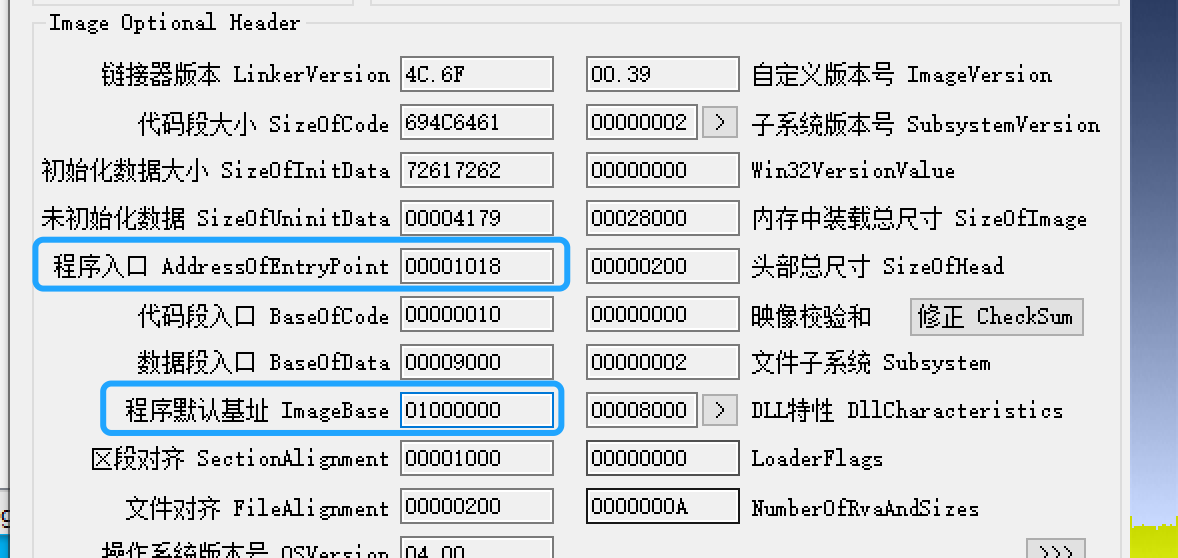 Image Optional Header
链接器版本 LinkerVersion 4C.6F 00.39 自定义版本号 ImageVersion
代码段大小 SizeOfCode 694C6461 00000002 > 子系统版本号 SubsystemVersion
初始化数据大小 SizeOfInitData 72617262 00000000 Win32VersionValue
未初始化数据 SizeOfUninitData 00004179 00028000 内存中装载总尺寸 SizeOfImage
程序入口 AddressOfEntryPoint 00001018 00000200 头部总尺寸 SizeOfHead
代码段入口 BaseOfCode 00000010 00000000 映像校验和 修正 CheckSum
数据段入口 BaseOfData 00009000 00000002 文件子系统 Subsystem
程序默认基址 ImageBase 01000000 00008000 > DLL特性 DllCharacteristics
区段对齐 SectionAlignment 00001000 00000000 LoaderFlags
文件对齐 FileAlignment 00000200 0000000A NumberOfRvaAndSizes
操作系统版本号 OSVersion 04.00 >>>